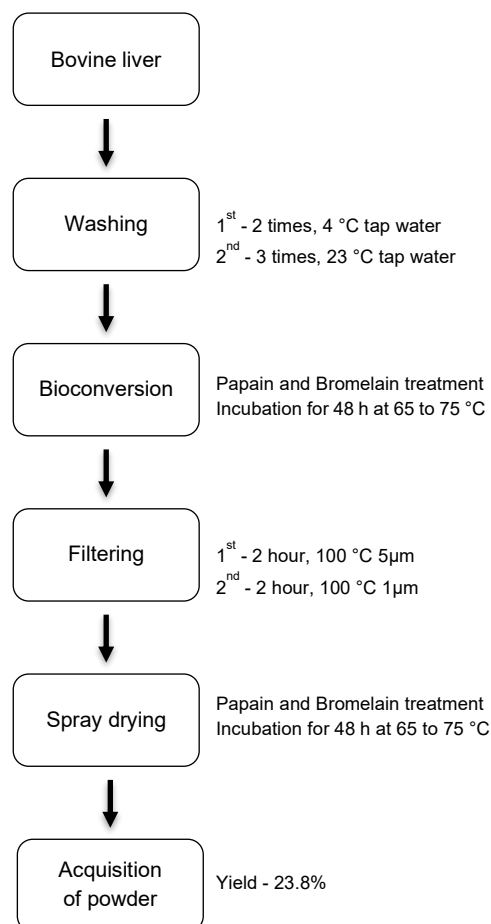 Bovine liver
Washing
1st - 2 times, 4 °C tap water
2nd - 3 times, 23 °C tap water
Bioconversion
Papain and Bromelain treatment
Incubation for 48 h at 65 to 75 °C
Filtering
1st - 2 hour, 100 °C 5µm
2nd - 2 hour, 100 °C 1µm
Spray drying
Papain and Bromelain treatment
Incubation for 48 h at 65 to 75 °C
Acquisition
of powder
Yield - 23.8%